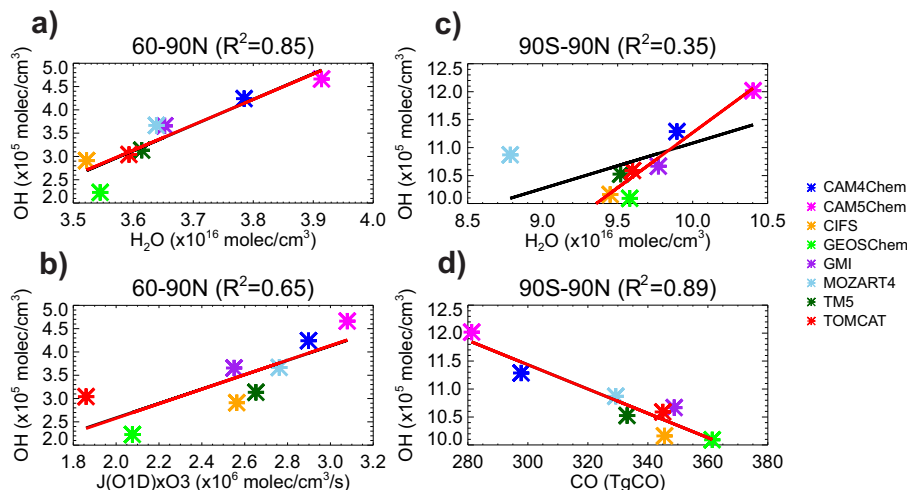 a)
60-90N (R²=0.85)
OH (x10⁵ molec/cm³)
5.0
4.5
4.0
3.5
3.0
2.5
2.0
3.5 3.6 3.7 3.8 3.9 4.0
H₂O (x10¹⁶ molec/cm³)
c)
90S-90N (R²=0.35)
OH (x10⁵ molec/cm³)
12.5
12.0
11.5
11.0
10.5
10.0
8.5 9.0 9.5 10.0 10.5
H₂O (x10¹⁶ molec/cm³)
b)
60-90N (R²=0.65)
OH (x10⁵ molec/cm³)
5.0
4.5
4.0
3.5
3.0
2.5
2.0
1.8 2.0 2.2 2.4 2.6 2.8 3.0 3.2
J(O1D)xO3 (x10⁶ molec/cm³/s)
d)
90S-90N (R²=0.89)
OH (x10⁵ molec/cm³)
12.5
12.0
11.5
11.0
10.5
10.0
280 300 320 340 360 380
CO (TgCO)
CAM4Chem
CAM5Chem
CIFS
GEOSChem
GMI
MOZART4
TM5
TOMCAT